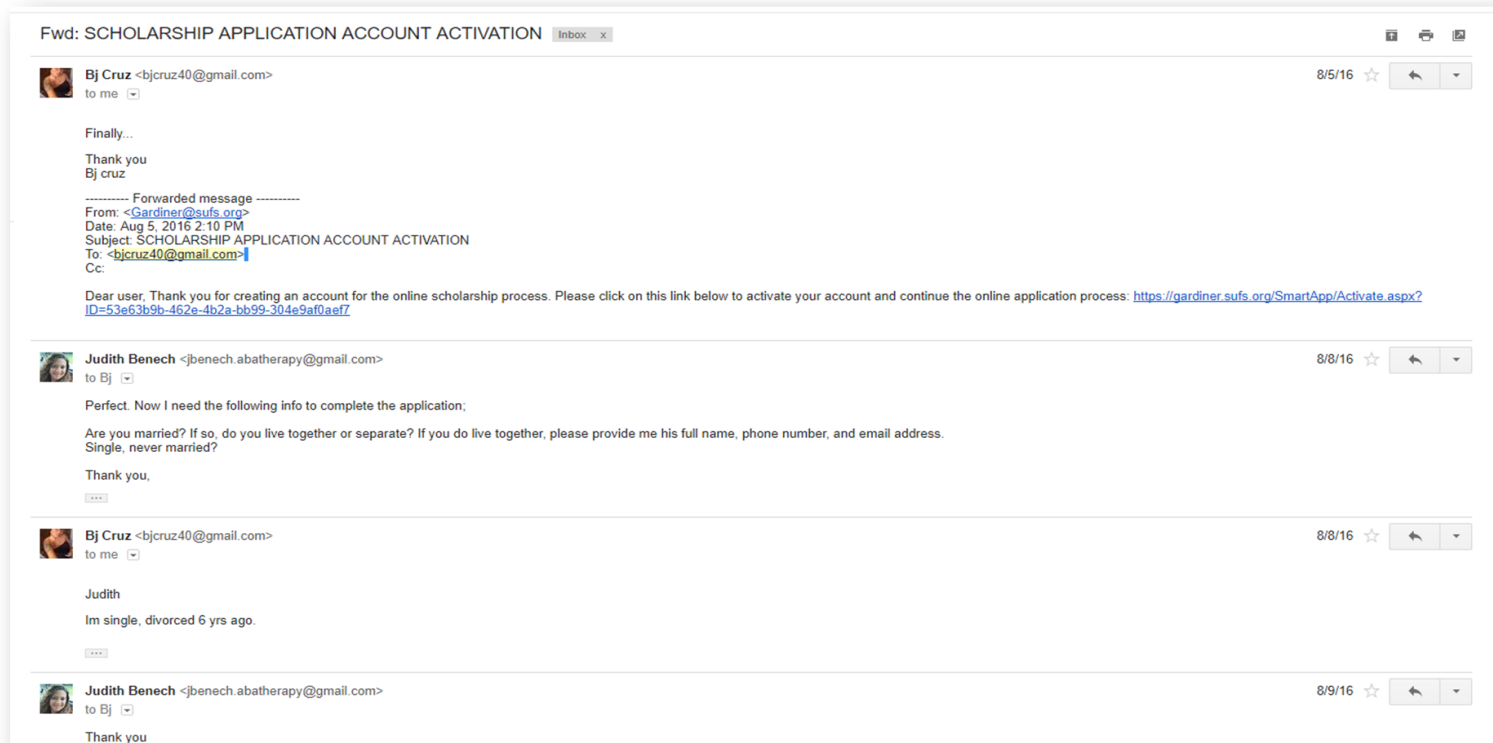 Fwd: SCHOLARSHIP APPLICATION ACCOUNT ACTIVATION Inbox x
Bj Cruz <bjcruz40@gmail.com> 8/5/16
to me
Finally...
Thank you
Bj cruz
---------- Forwarded message ----------
From: <Gardiner@sufs.org>
Date: Aug 5, 2016 2:10 PM
Subject: SCHOLARSHIP APPLICATION ACCOUNT ACTIVATION
To: <bjcruz40@gmail.com>
Cc:
Dear user, Thank you for creating an account for the online scholarship process. Please click on this link below to activate your account and continue the online application process: https://gardiner.sufs.org/SmartApp/Activate.aspx?
ID=53e63b9b-462e-4b2a-bb99-304e9af0aef7
Judith Benech <jbenech.abatherapy@gmail.com> 8/8/16
to Bj
Perfect. Now I need the following info to complete the application;
Are you married? If so, do you live together or separate? If you do live together, please provide me his full name, phone number, and email address.
Single, never married?
Thank you,
Bj Cruz <bjcruz40@gmail.com> 8/8/16
to me
Judith
Im single, divorced 6 yrs ago.
Judith Benech <jbenech.abatherapy@gmail.com> 8/9/16
to Bj
Thank you